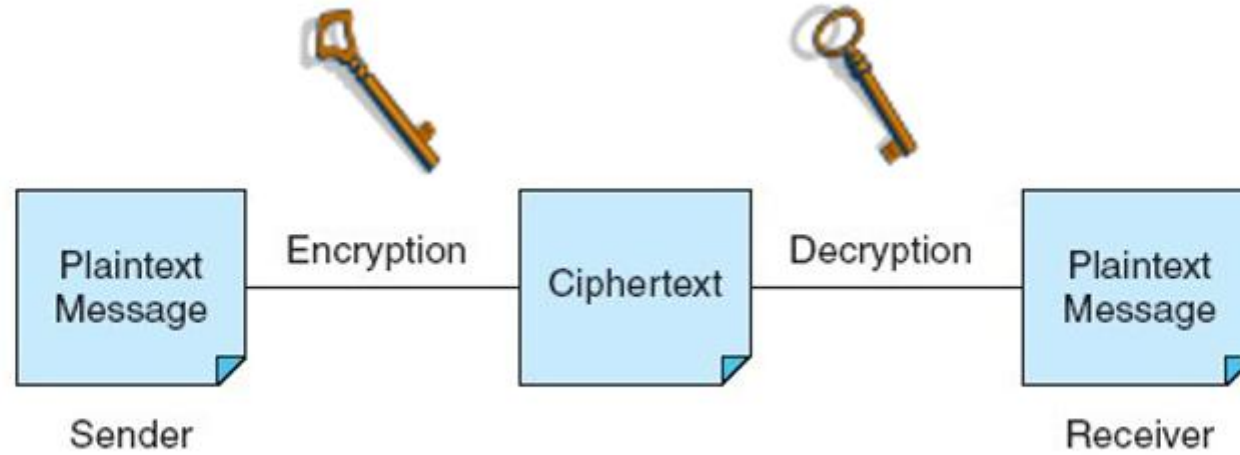 Plaintext
Message
Encryption
Ciphertext
Decryption
Plaintext
Message
Sender
Receiver